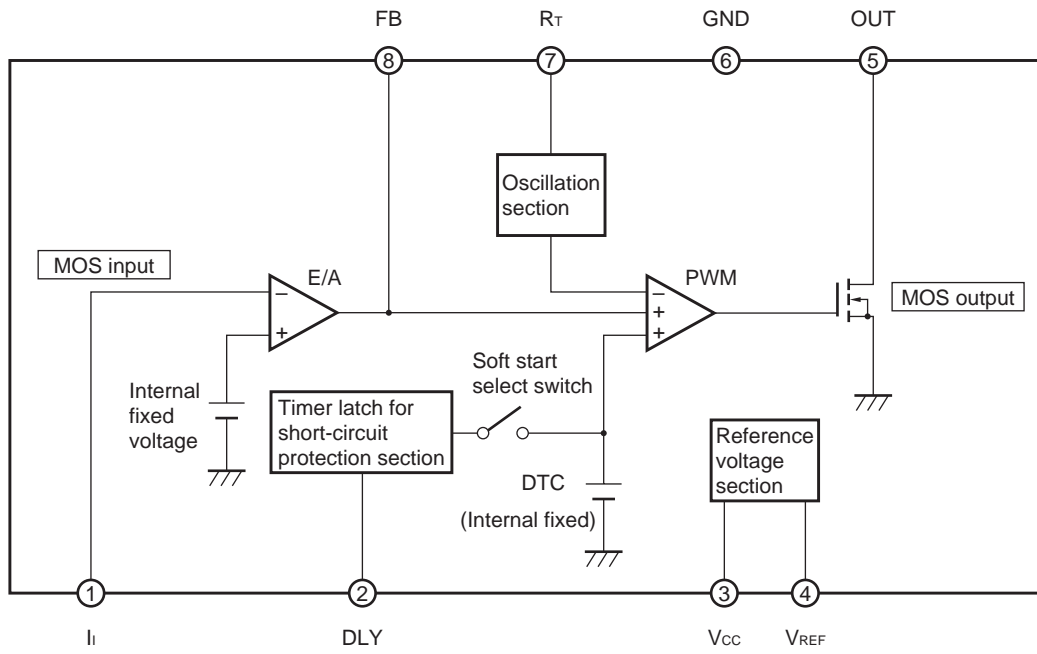 FB
RT
GND
OUT
8
7
6
5
Oscillation
section
MOS input
E/A
PWM
MOS output
−
+
−
+
+
Internal
fixed
voltage
Soft start
select switch
Timer latch for
short-circuit
protection section
DTC
(Internal fixed)
Reference
voltage
section
1
2
3
4
II
DLY
VCC
VREF